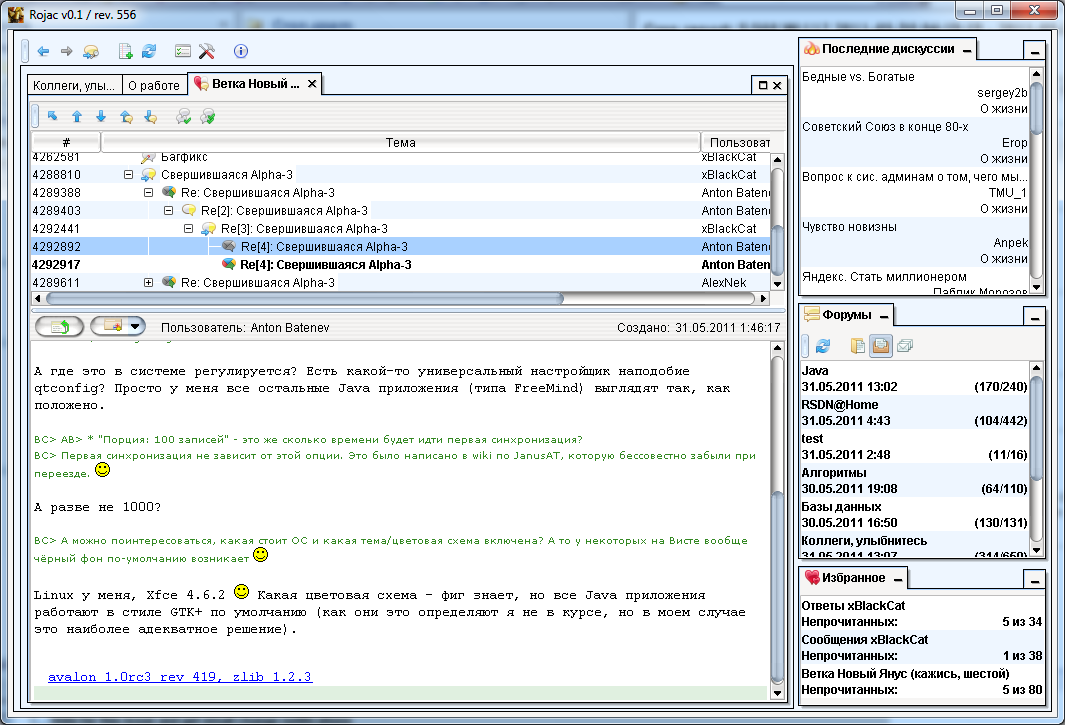 Rojac v0.1 / rev. 556
Коллеги, улы...
О работе
Ветка Новый ...
#
Тема
Пользоват
4262581 Багфикс xBlackCat
4288810 Свершившаяся Alpha-3 xBlackCat
4289388 Re: Свершившаяся Alpha-3 Anton Batenе
4289403 Re[2]: Свершившаяся Alpha-3 Anton Batenе
4292441 Re[3]: Свершившаяся Alpha-3 xBlackCat
4292892 Re[4]: Свершившаяся Alpha-3 Anton Batenе
4292917 Re[4]: Свершившаяся Alpha-3 Anton Baten
4289611 Re: Свершившаяся Alpha-3 AlexNek
Пользователь: Anton Batenev
Создано: 31.05.2011 1:46:17
А где это в системе регулируется? Есть какой-то универсальный настройщик наподобие
qtconfig? Просто у меня все остальные Java приложения (типа FreeMind) выглядят так, как
положено.
BC> AB> * "Порция: 100 записей" - это же сколько времени будет идти первая синхронизация?
BC> Первая синхронизация не зависит от этой опции. Это было написано в wiki по JanusAT, которую бессовестно забыли при
переезде.
А разве не 1000?
BC> А можно поинтересоваться, какая стоит ОС и какая тема/цветовая схема включена? А то у некоторых на Висте вообще
чёрный фон по-умолчанию возникает
Linux у меня, Xfce 4.6.2 Какая цветовая схема - фиг знает, но все Java приложения
работают в стиле GTK+ по умолчанию (как они это определяют я не в курсе, но в моем случае
это наиболее адекватное решение).
avalon 1.0rc3 rev 419, zlib 1.2.3
Последние дискуссии
Бедные vs. Богатые
sergey2b
О жизни
Советский Союз в конце 80-х
Егор
О жизни
Вопрос к сис. админам о том, чего мы...
TMU_1
О жизни
Чувство новизны
Anpek
О жизни
Яндекс. Стать миллионером
Паблик Морозов
Форумы
Java
31.05.2011 13:02 (170/240)
RSDN@Home
31.05.2011 4:43 (104/442)
test
31.05.2011 2:48 (11/16)
Алгоритмы
30.05.2011 19:08 (64/110)
Базы данных
30.05.2011 16:50 (130/131)
Коллеги, улыбнитесь
31.05.2011 13:07 (314/650)
Избранное
Ответы xBlackCat
Непрочитанных: 5 из 34
Сообщения xBlackCat
Непрочитанных: 1 из 38
Ветка Новый Янус (кажись, шестой)
Непрочитанных: 5 из 80